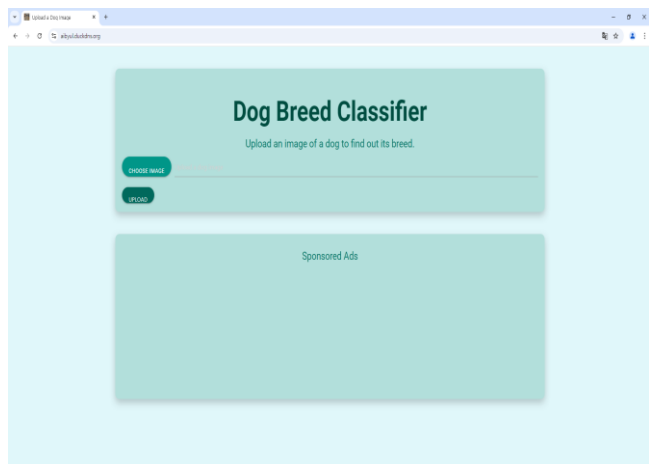 Upload a Dog Image
Dog Breed Classifier
Upload an image of a dog to find out its breed.
CHOOSE IMAGE
UPLOAD
Sponsored Ads